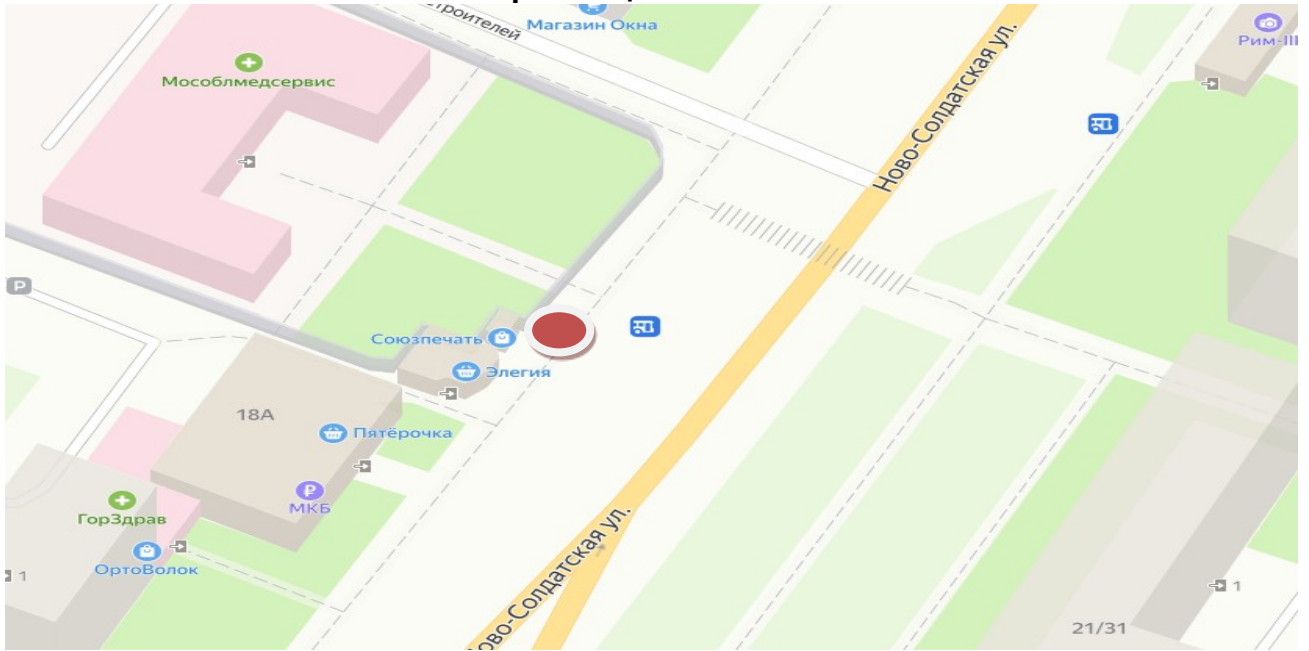 троителей
Магазин Окна
Рим-III
Мособлмедсервис
Ново-Солдатская ул.
P
Союзпечать
Элегия
18А
Пятёрочка
₽
МКБ
ГорЗдрав
ОртоВолок
1
Ново-Солдатская ул.
1
21/31